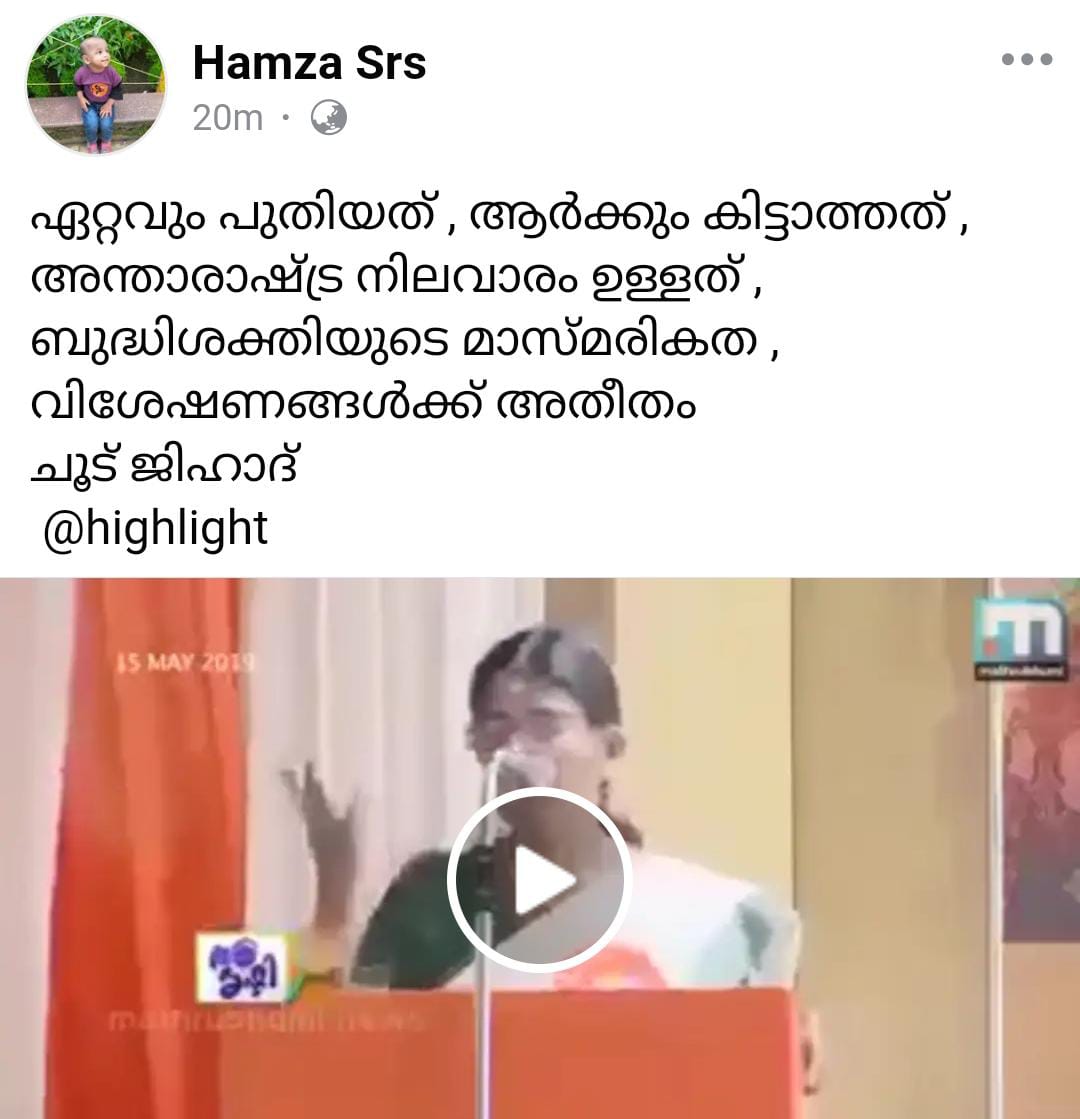 Hamza Srs
20m
ഏറ്റവും പുതിയത് , ആർക്കും കിട്ടാത്തത് ,
അന്താരാഷ്ട്ര നിലവാരം ഉള്ളത് ,
ബുദ്ധിശക്തിയുടെ മാസ്മരികത ,
വിശേഷണങ്ങൾക്ക് അതീതം
ചൂട് ജിഹാദ്
@highlight
15 MAY 2019
mathrubhumi
mathrubhumi news